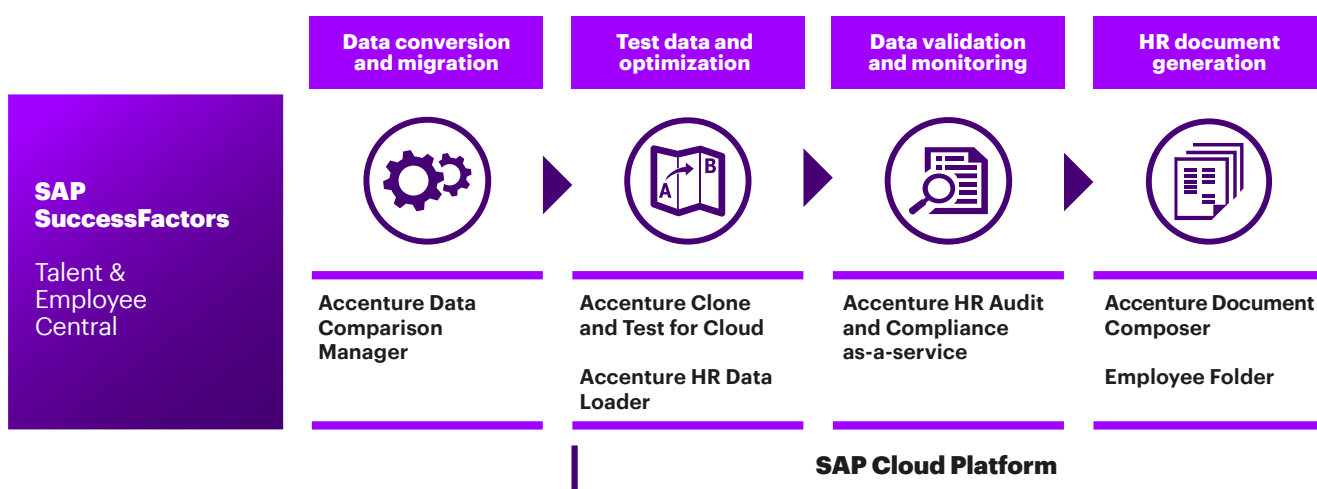 Data conversion
and migration
Test data and
optimization
Data validation
and monitoring
HR document
generation
SAP
SuccessFactors
Talent &
Employee
Central
A
B
Accenture Data
Comparison
Manager
Accenture Clone
and Test for Cloud
Accenture HR Data
Loader
Accenture HR Audit
and Compliance
as-a-service
Accenture Document
Composer
Employee Folder
SAP Cloud Platform